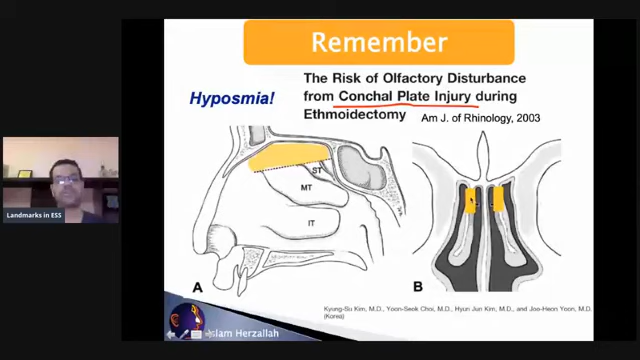 Remember
The Risk of Olfactory Disturbance
from Conchal Plate Injury during
Ethmoidectomy Am J. of Rhinology, 2003
Hyposmia!
ST
MT
IT
A
B
Landmarks in ESS
Kyung-Su Kim, M.D., Yoon-Seok Choi, M.D., Hyun Jun Kim, M.D., and Joo-Heon Yoon, M.D.
(Korea)
slam Herzallah